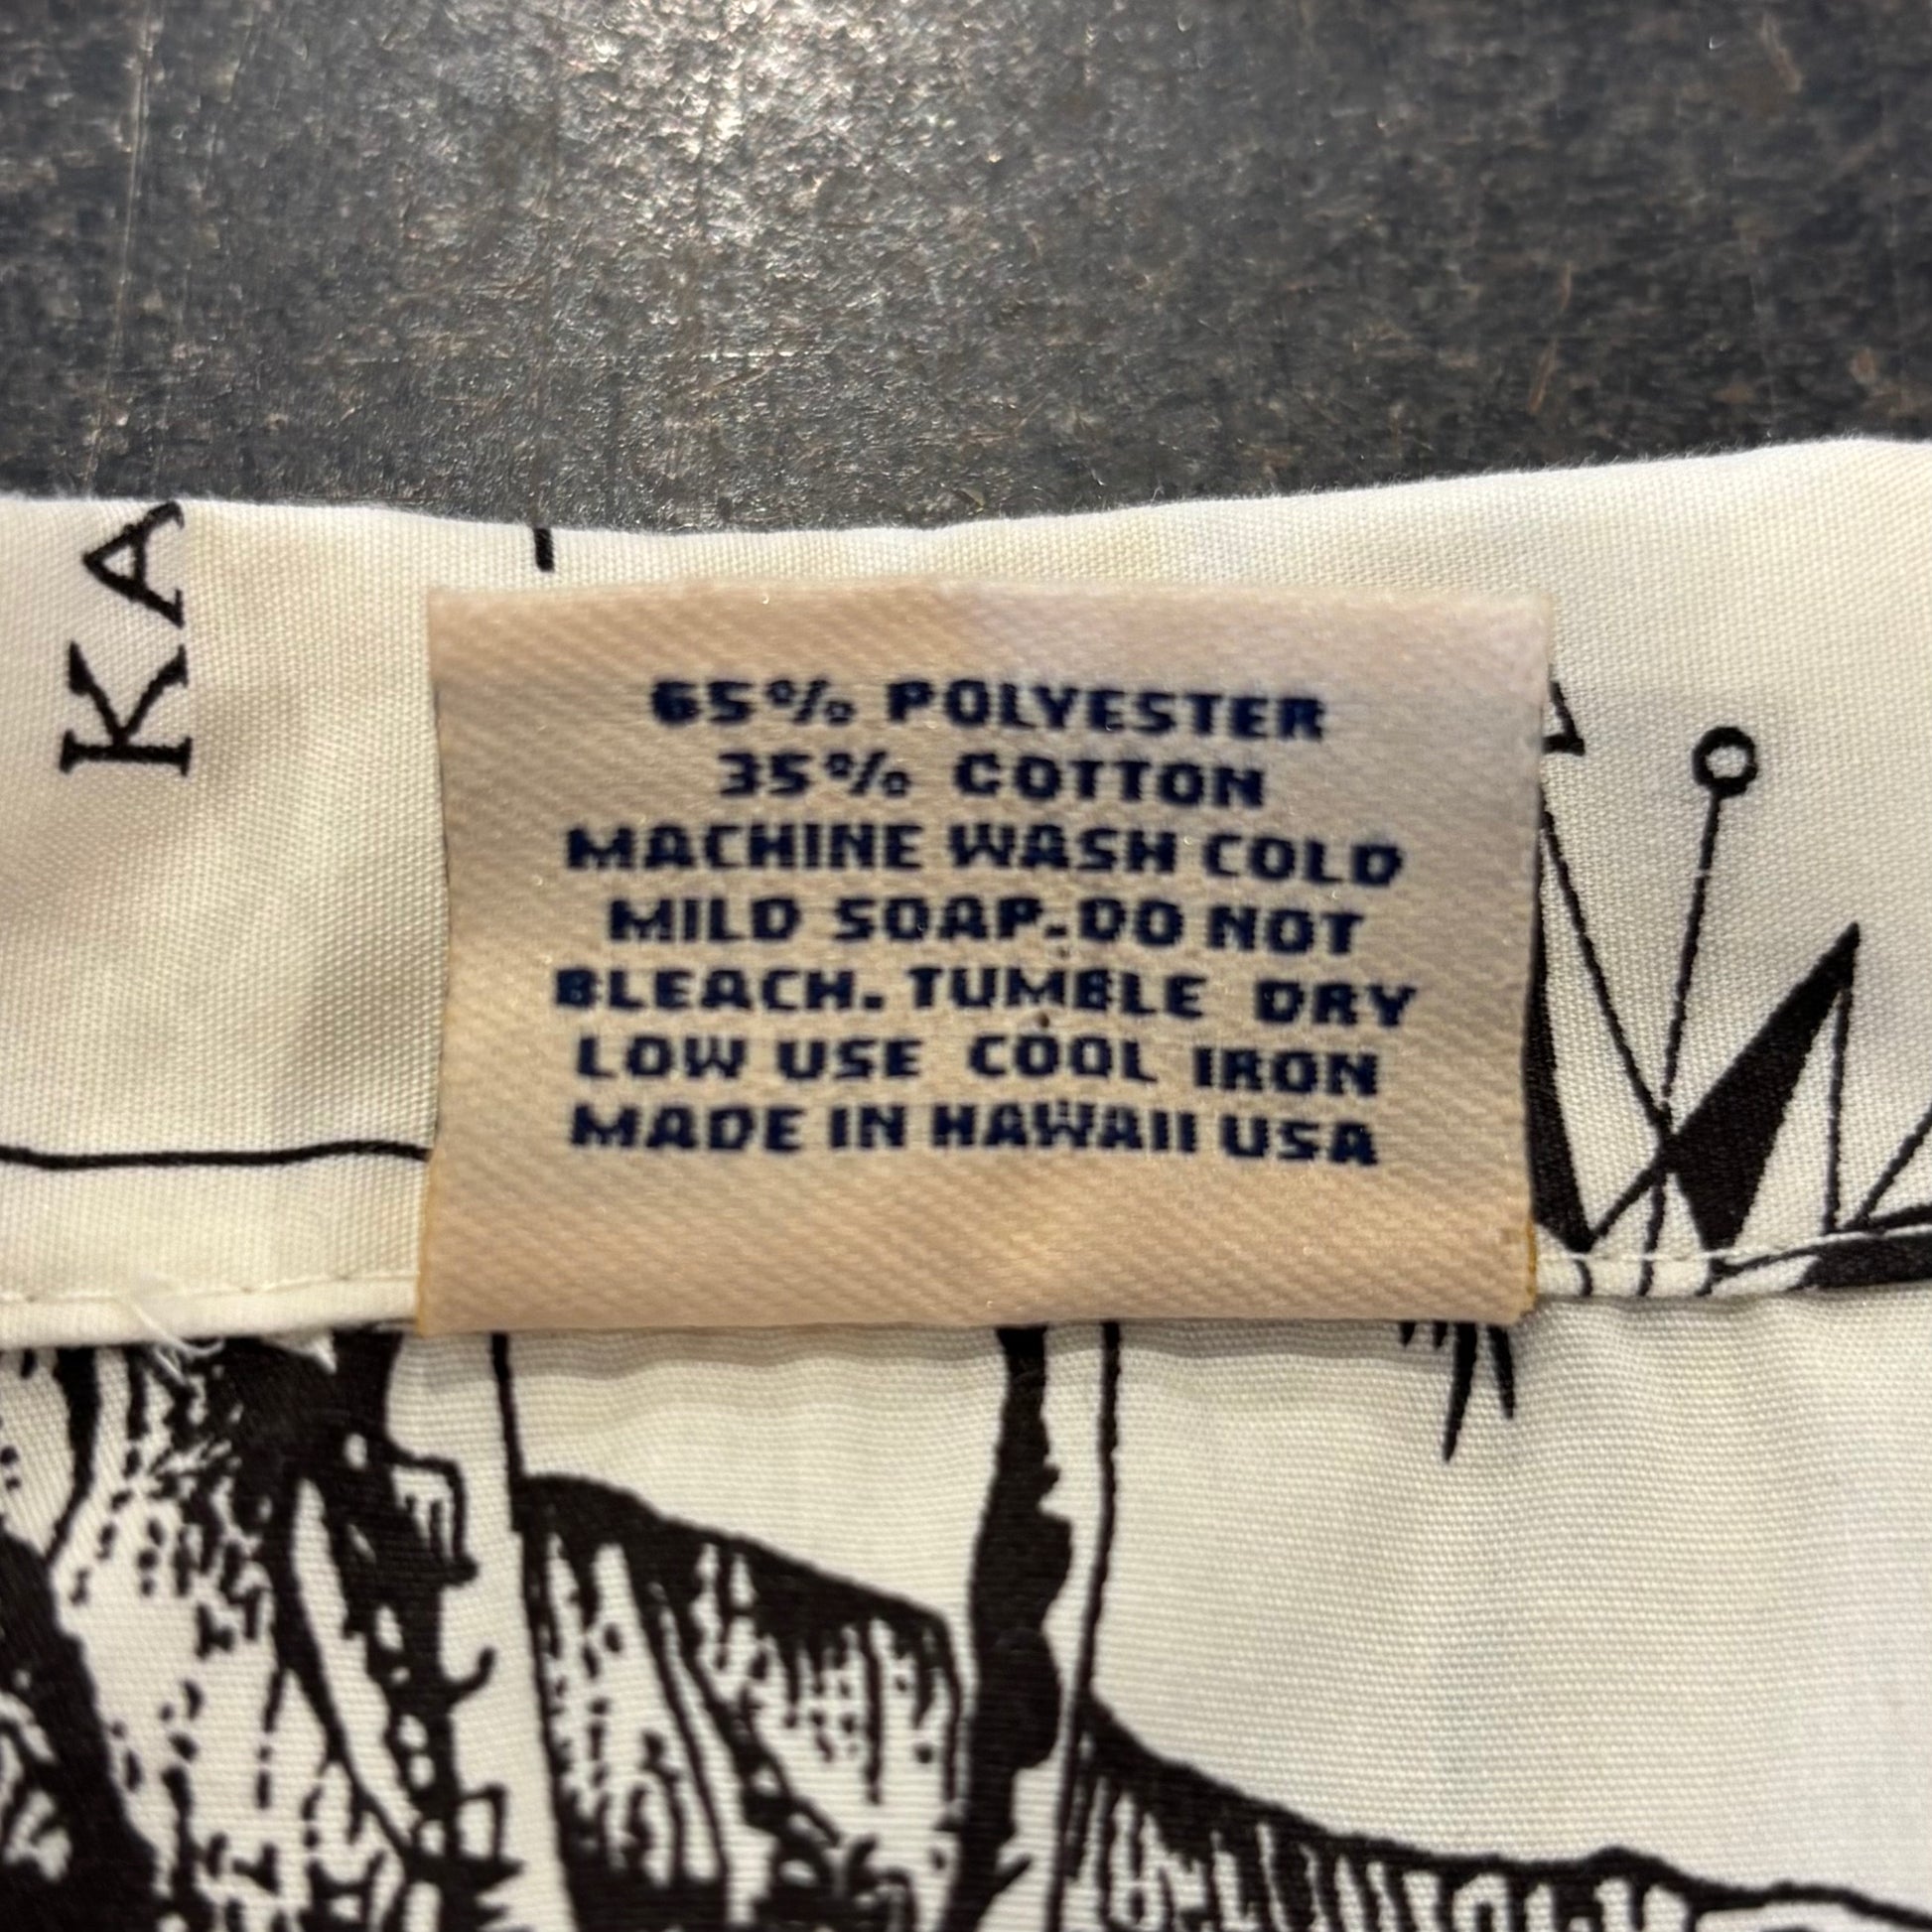 KA
65% POLYESTER
35% COTTON
MACHINE WASH COLD
MILD SOAP-DO NOT
BLEACH. TUMBLE DRY
LOW USE COOL IRON
MADE IN HAWAII USA